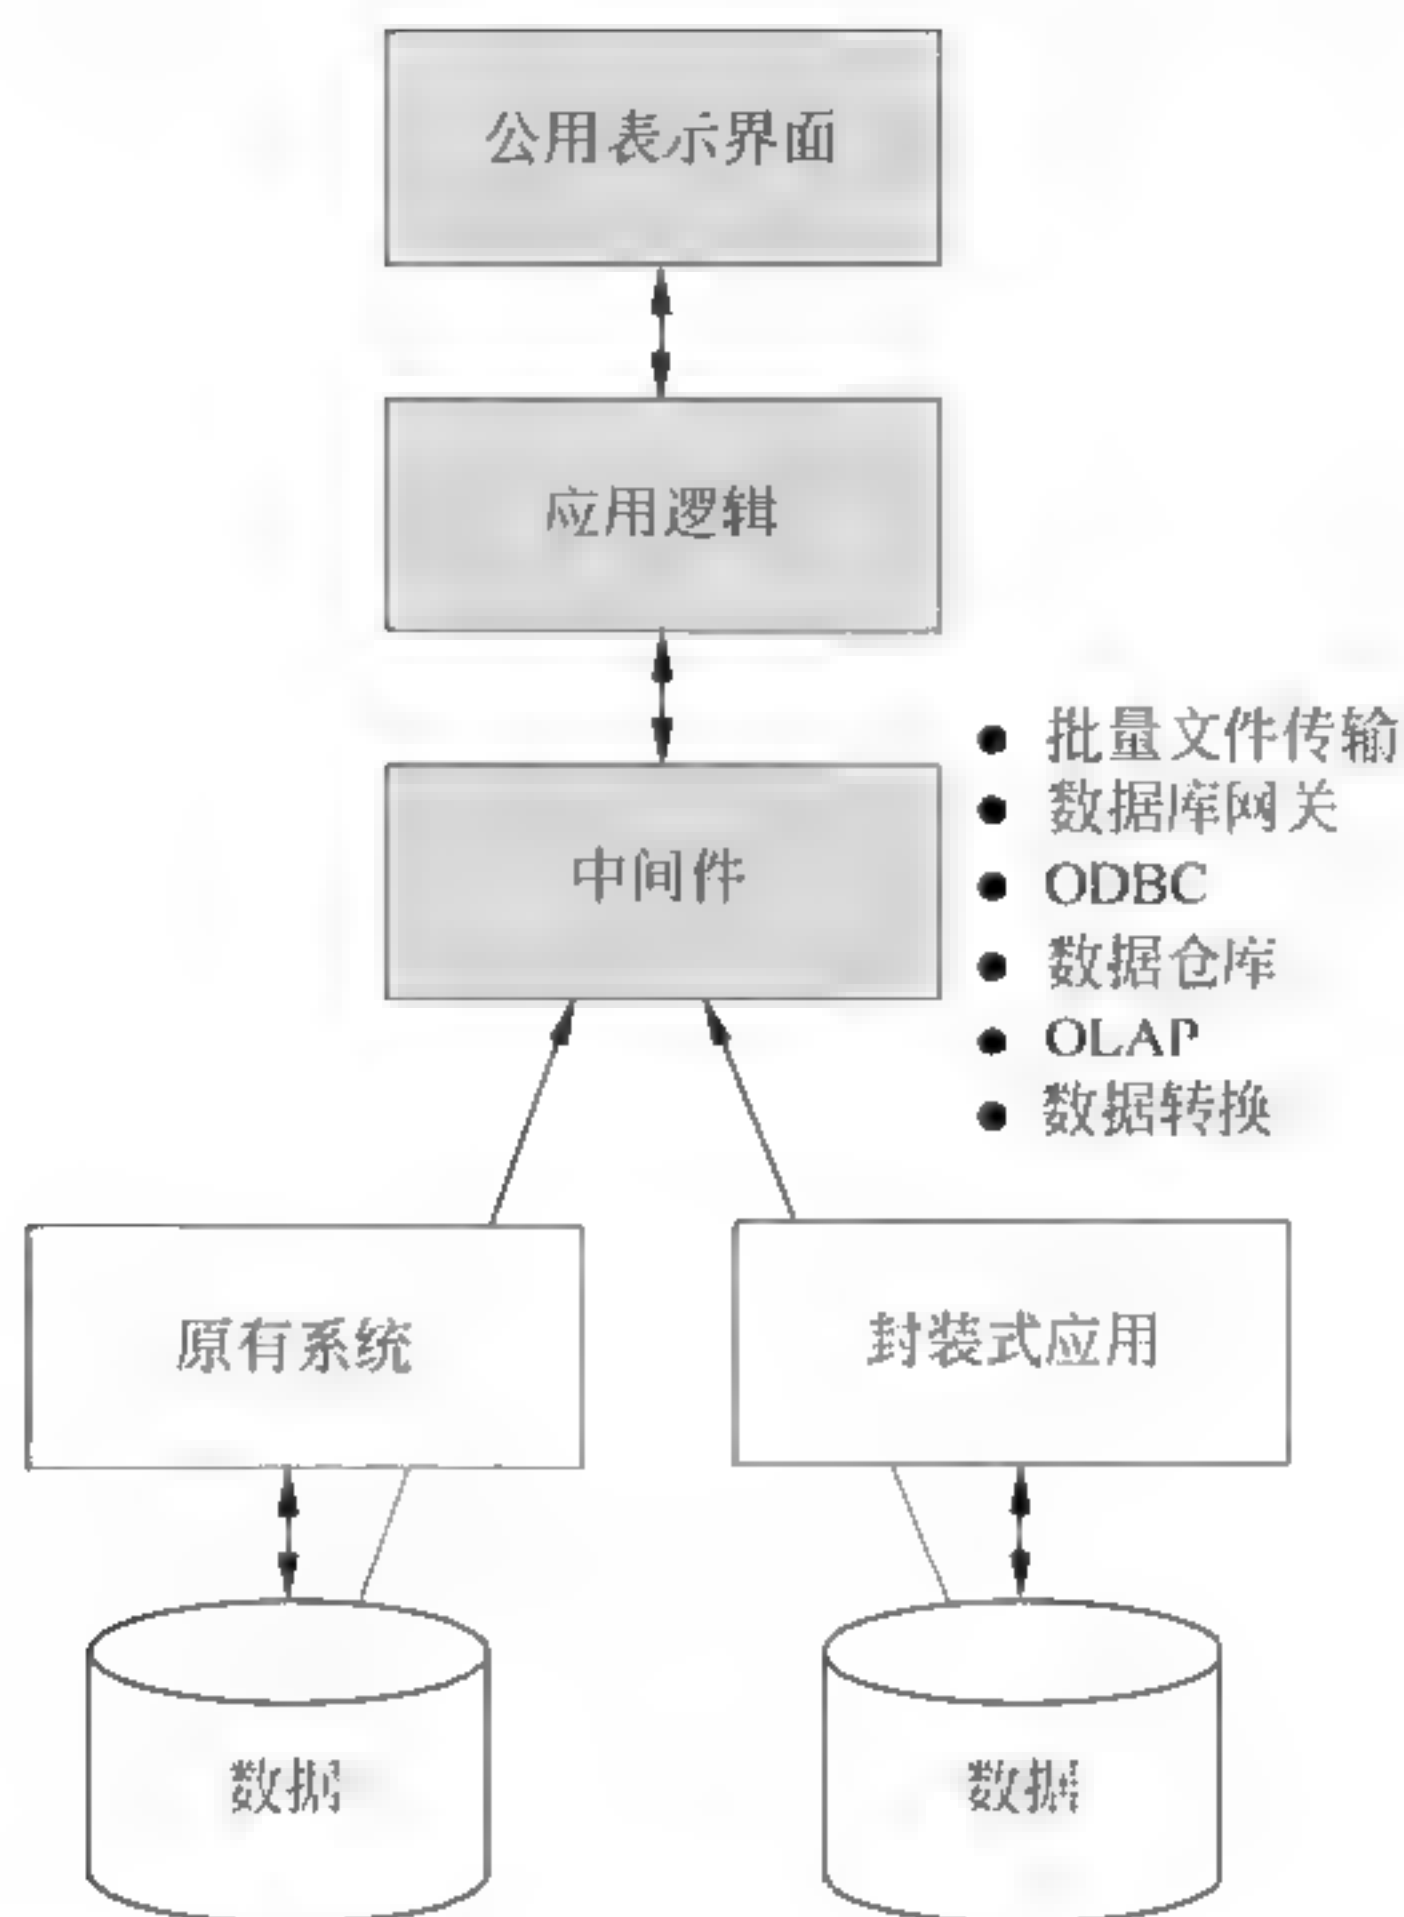 公用表示界面
应用逻辑
中间件
● 批量文件传输
● 数据库网关
● ODBC
● 数据仓库
● OLAP
● 数据转换
原有系统
封装式应用
数据
数据